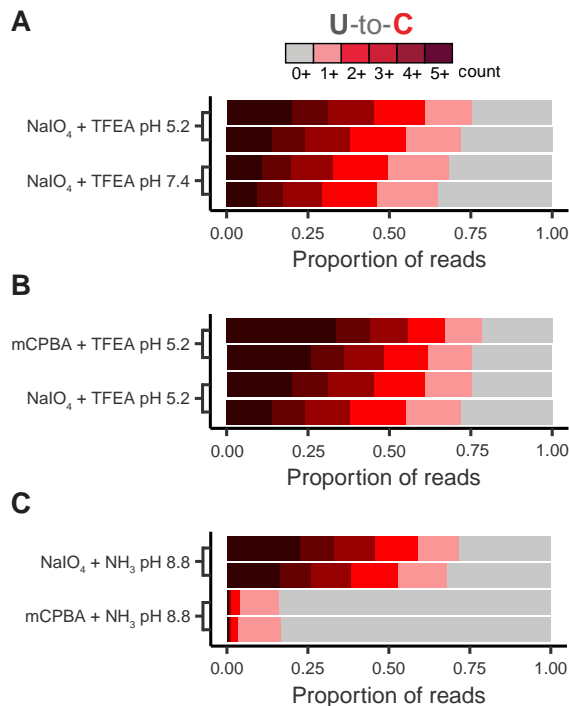 A
U-to-C
0+ 1+ 2+ 3+ 4+ 5+ count
NaIO₄ + TFEA pH 5.2
NaIO₄ + TFEA pH 7.4
0.00 0.25 0.50 0.75 1.00
Proportion of reads
B
mCPBA + TFEA pH 5.2
NaIO₄ + TFEA pH 5.2
0.00 0.25 0.50 0.75 1.00
Proportion of reads
C
NaIO₄ + NH₃ pH 8.8
mCPBA + NH₃ pH 8.8
0.00 0.25 0.50 0.75 1.00
Proportion of reads